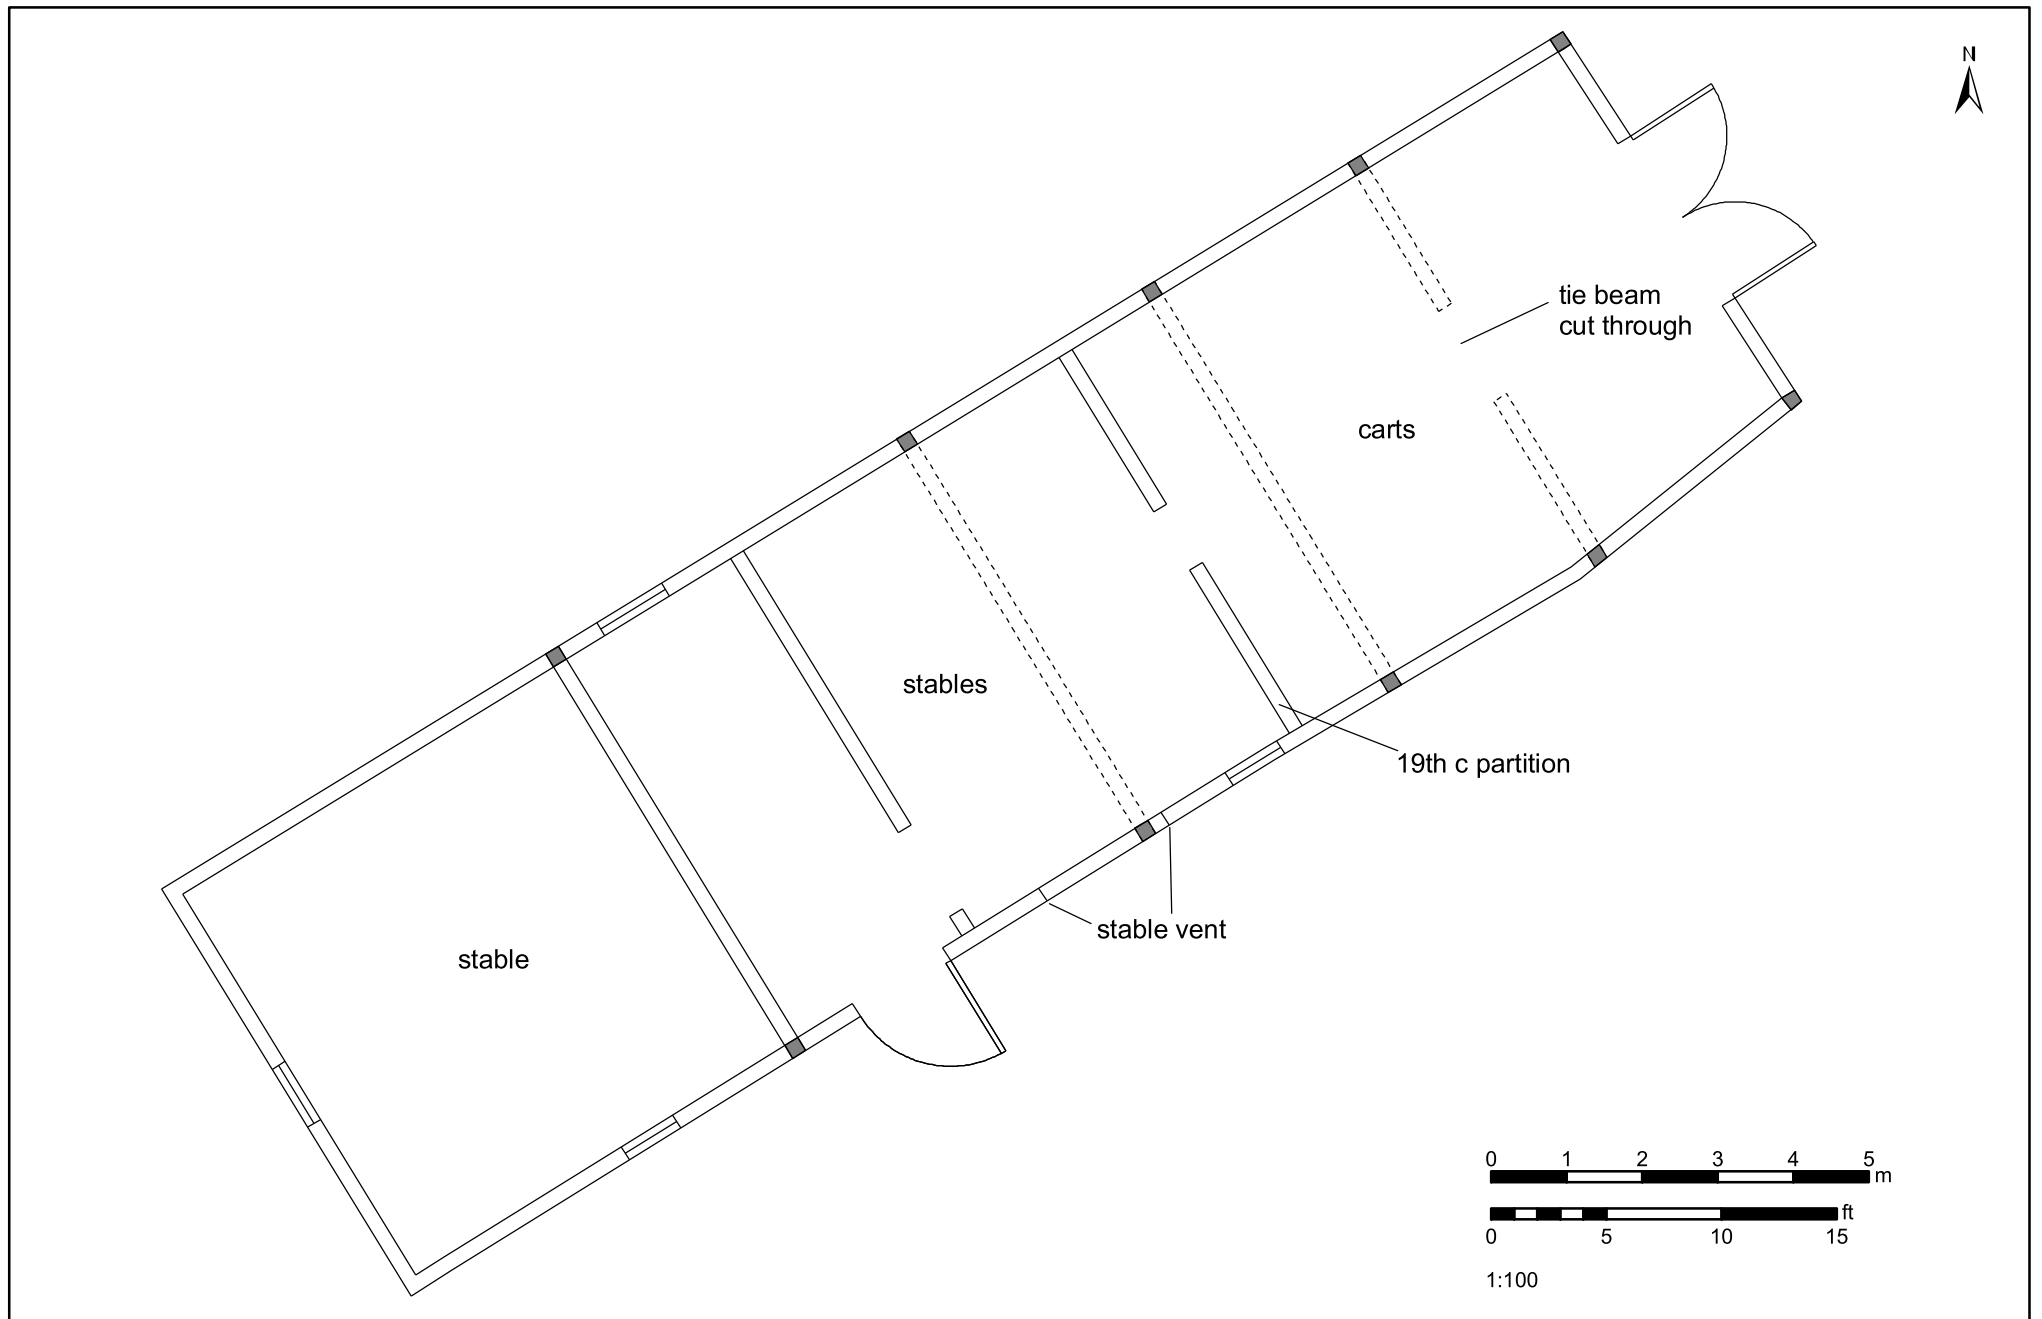 N
tie beam
cut through
carts
stables
19th c partition
stable vent
stable
0 1 2 3 4 5
m
ft
0 5 10 15
1:100